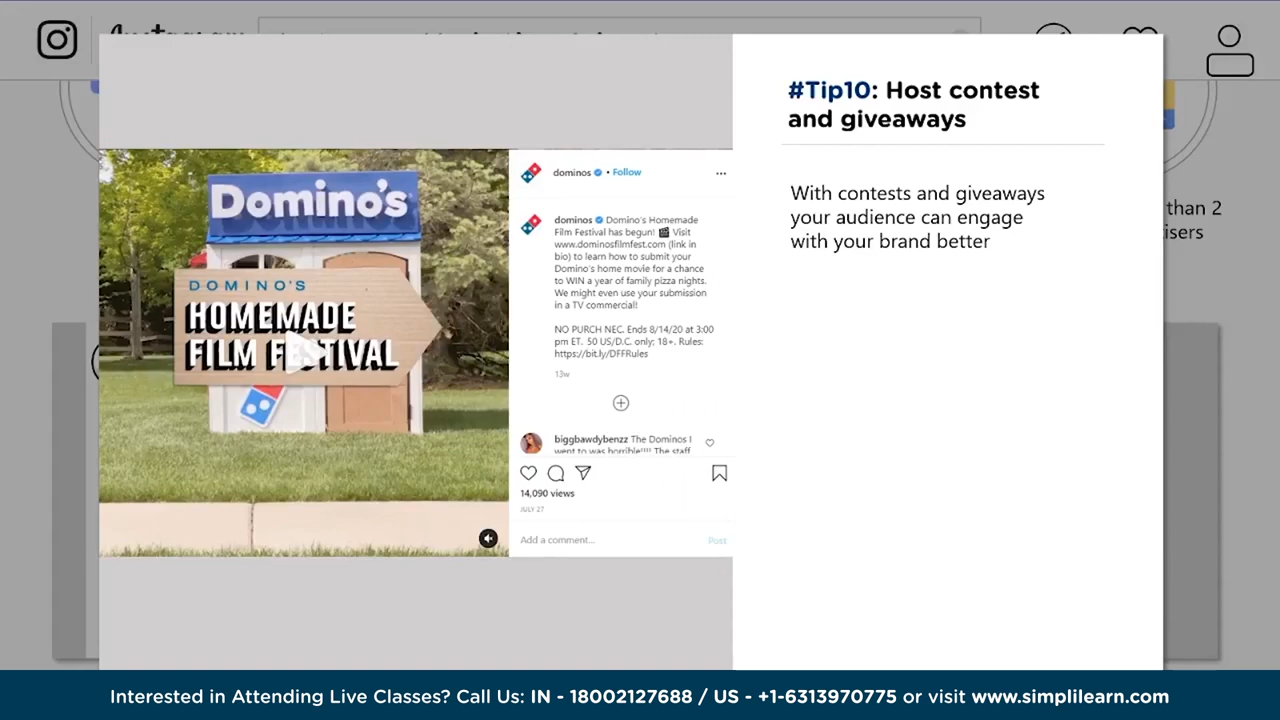 #Tip10: Host contest
and giveaways
With contests and giveaways
your audience can engage
with your brand better
Domino's
DOMINO'S
HOMEMADE
FILM FESTIVAL
dominos • Follow
dominos Domino's Homemade
Film Festival has begun! 🎬 Visit
www.dominosfilmfest.com (link in
bio) to learn how to submit your
Domino's home movie for a chance
to WIN a year of family pizza nights.
We might even use your submission
in a TV commercial!
NO PURCH NEC. Ends 8/14/20 at 3:00
pm ET. 50 US/D.C. only; 18+. Rules:
https://bit.ly/DFFRules
13w
biggbawdybenzz The Dominos I
went to was horrible!!!! The staff
14,090 views
JULY 27
Add a comment...
Post
than 2
Interested in Attending Live Classes? Call Us: IN - 18002127688 / US - +1-6313970775 or visit www.simplilearn.com